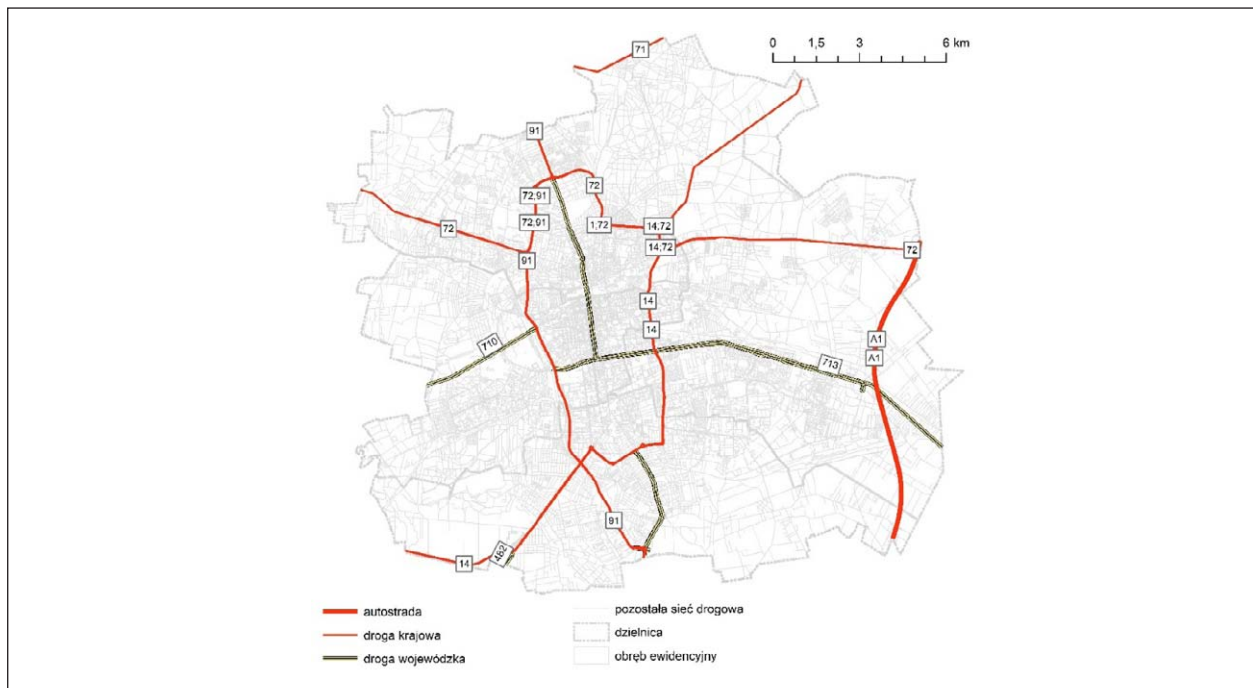 0 1,5 3 6 km
71
91
72
72;91
72;91
1;72
14;72
14;72
72
91
72
14
14
A1
A1
710
713
91
482
14
autostrada
droga krajowa
droga wojewódzka
pozostała sieć drogowa
dzielnica
obręb ewidencyjny